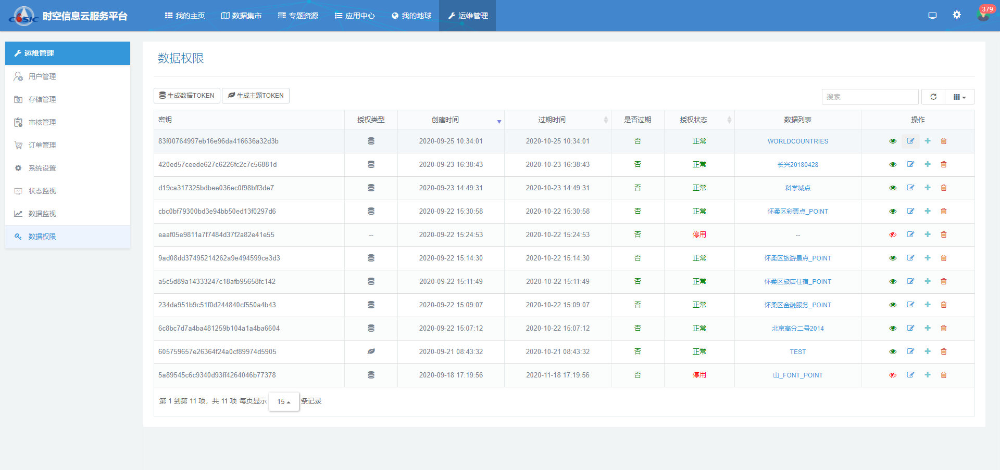 CASIC 时空信息云服务平台 我的主页 数据集市 专题资源 应用中心 我的地球 运维管理 379
运维管理
用户管理
存储管理
审核管理
订单管理
系统设置
状态监视
数据监视
数据权限
数据权限
生成数据TOKEN 生成主题TOKEN 搜索
密钥 授权类型 创建时间 过期时间 是否过期 授权状态 数据列表 操作
83f00764997eb16e96da416636a32d3b 2020-09-25 10:34:01 2020-10-25 10:34:01 否 正常 WORLDCOUNTRIES
420ed57ceede627c6226fc2c7c56881d 2020-09-23 16:38:43 2020-10-23 16:38:43 否 正常 长兴20180428
d19ca317325bdbee036ec0f98bff3de7 2020-09-23 14:49:31 2020-10-23 14:49:31 否 正常 科学城点
cbc0bf79300bd3e94bb50ed13f0297d6 2020-09-22 15:30:58 2020-10-22 15:30:58 否 正常 怀柔区彩票点_POINT
eaaf05e9811a7f7484d37f2a82e41e55 -- 2020-09-22 15:24:53 2020-10-22 15:24:53 否 停用 --
9ad08dd37495214262a9e494599ce3d3 2020-09-22 15:14:30 2020-10-22 15:14:30 否 正常 怀柔区旅游景点_POINT
a5c5d89a14333247c18afb95658fc142 2020-09-22 15:11:49 2020-10-22 15:11:49 否 正常 怀柔区旅店住宿_POINT
234da951b9c51f0d244840cf550a4b43 2020-09-22 15:09:07 2020-10-22 15:09:07 否 正常 怀柔区金融服务_POINT
6c8bc7d7a4ba481259b104a1a4ba6604 2020-09-22 15:07:12 2020-10-22 15:07:12 否 正常 北京高分二号2014
605759657e26364f24a0cf89974d5905 2020-09-21 08:43:32 2020-10-21 08:43:32 否 正常 TEST
5a89545c6c9340d93ff4264046b77378 2020-09-18 17:19:56 2020-11-18 17:19:56 否 停用 山_FONT_POINT
第 1 到第 11 项，共 11 项 每页显示 15 条记录